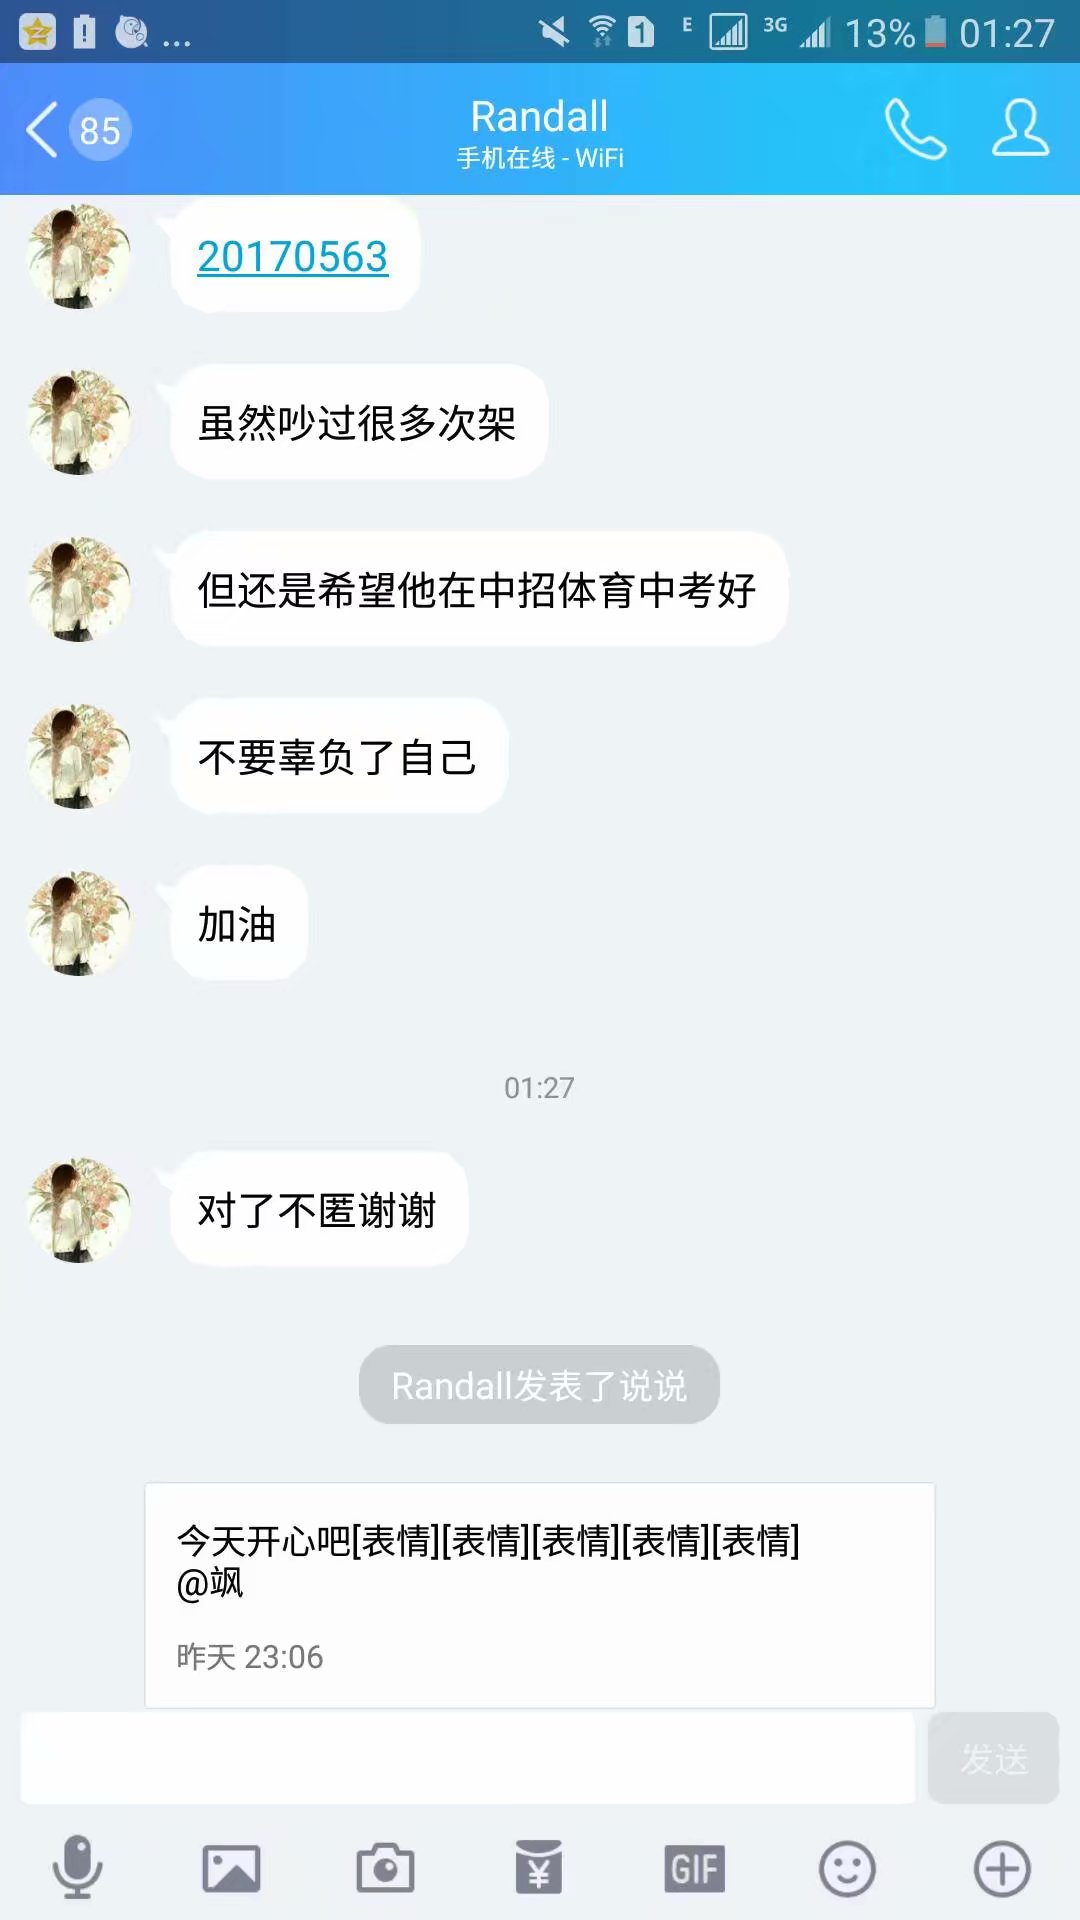 E 3G 13% 01:27
85
Randall
手机在线 - WiFi
20170563
虽然吵过很多次架
但还是希望他在中招体育中考好
不要辜负了自己
加油
01:27
对了不匿谢谢
Randall发表了说说
今天开心吧[表情][表情][表情][表情][表情]
@飒
昨天 23:06
发送
GIF